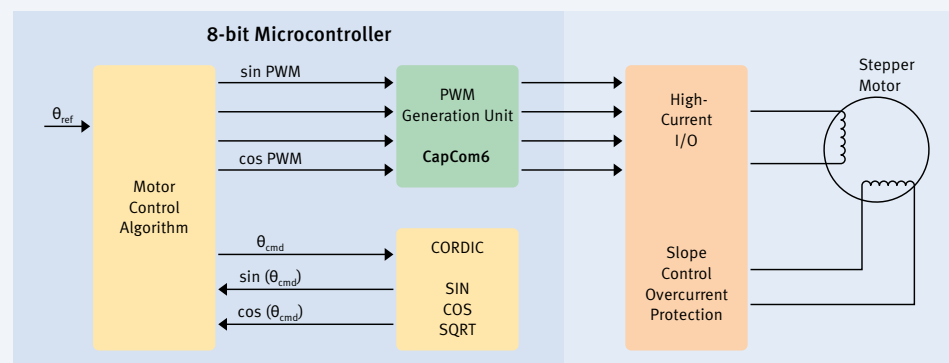 8-bit Microcontroller
θref
Motor
Control
Algorithm
sin PWM
cos PWM
PWM
Generation Unit
CapCom6
θcmd
sin (θcmd)
cos (θcmd)
CORDIC
SIN
COS
SQRT
High-
Current
I/O
Slope
Control
Overcurrent
Protection
Stepper
Motor